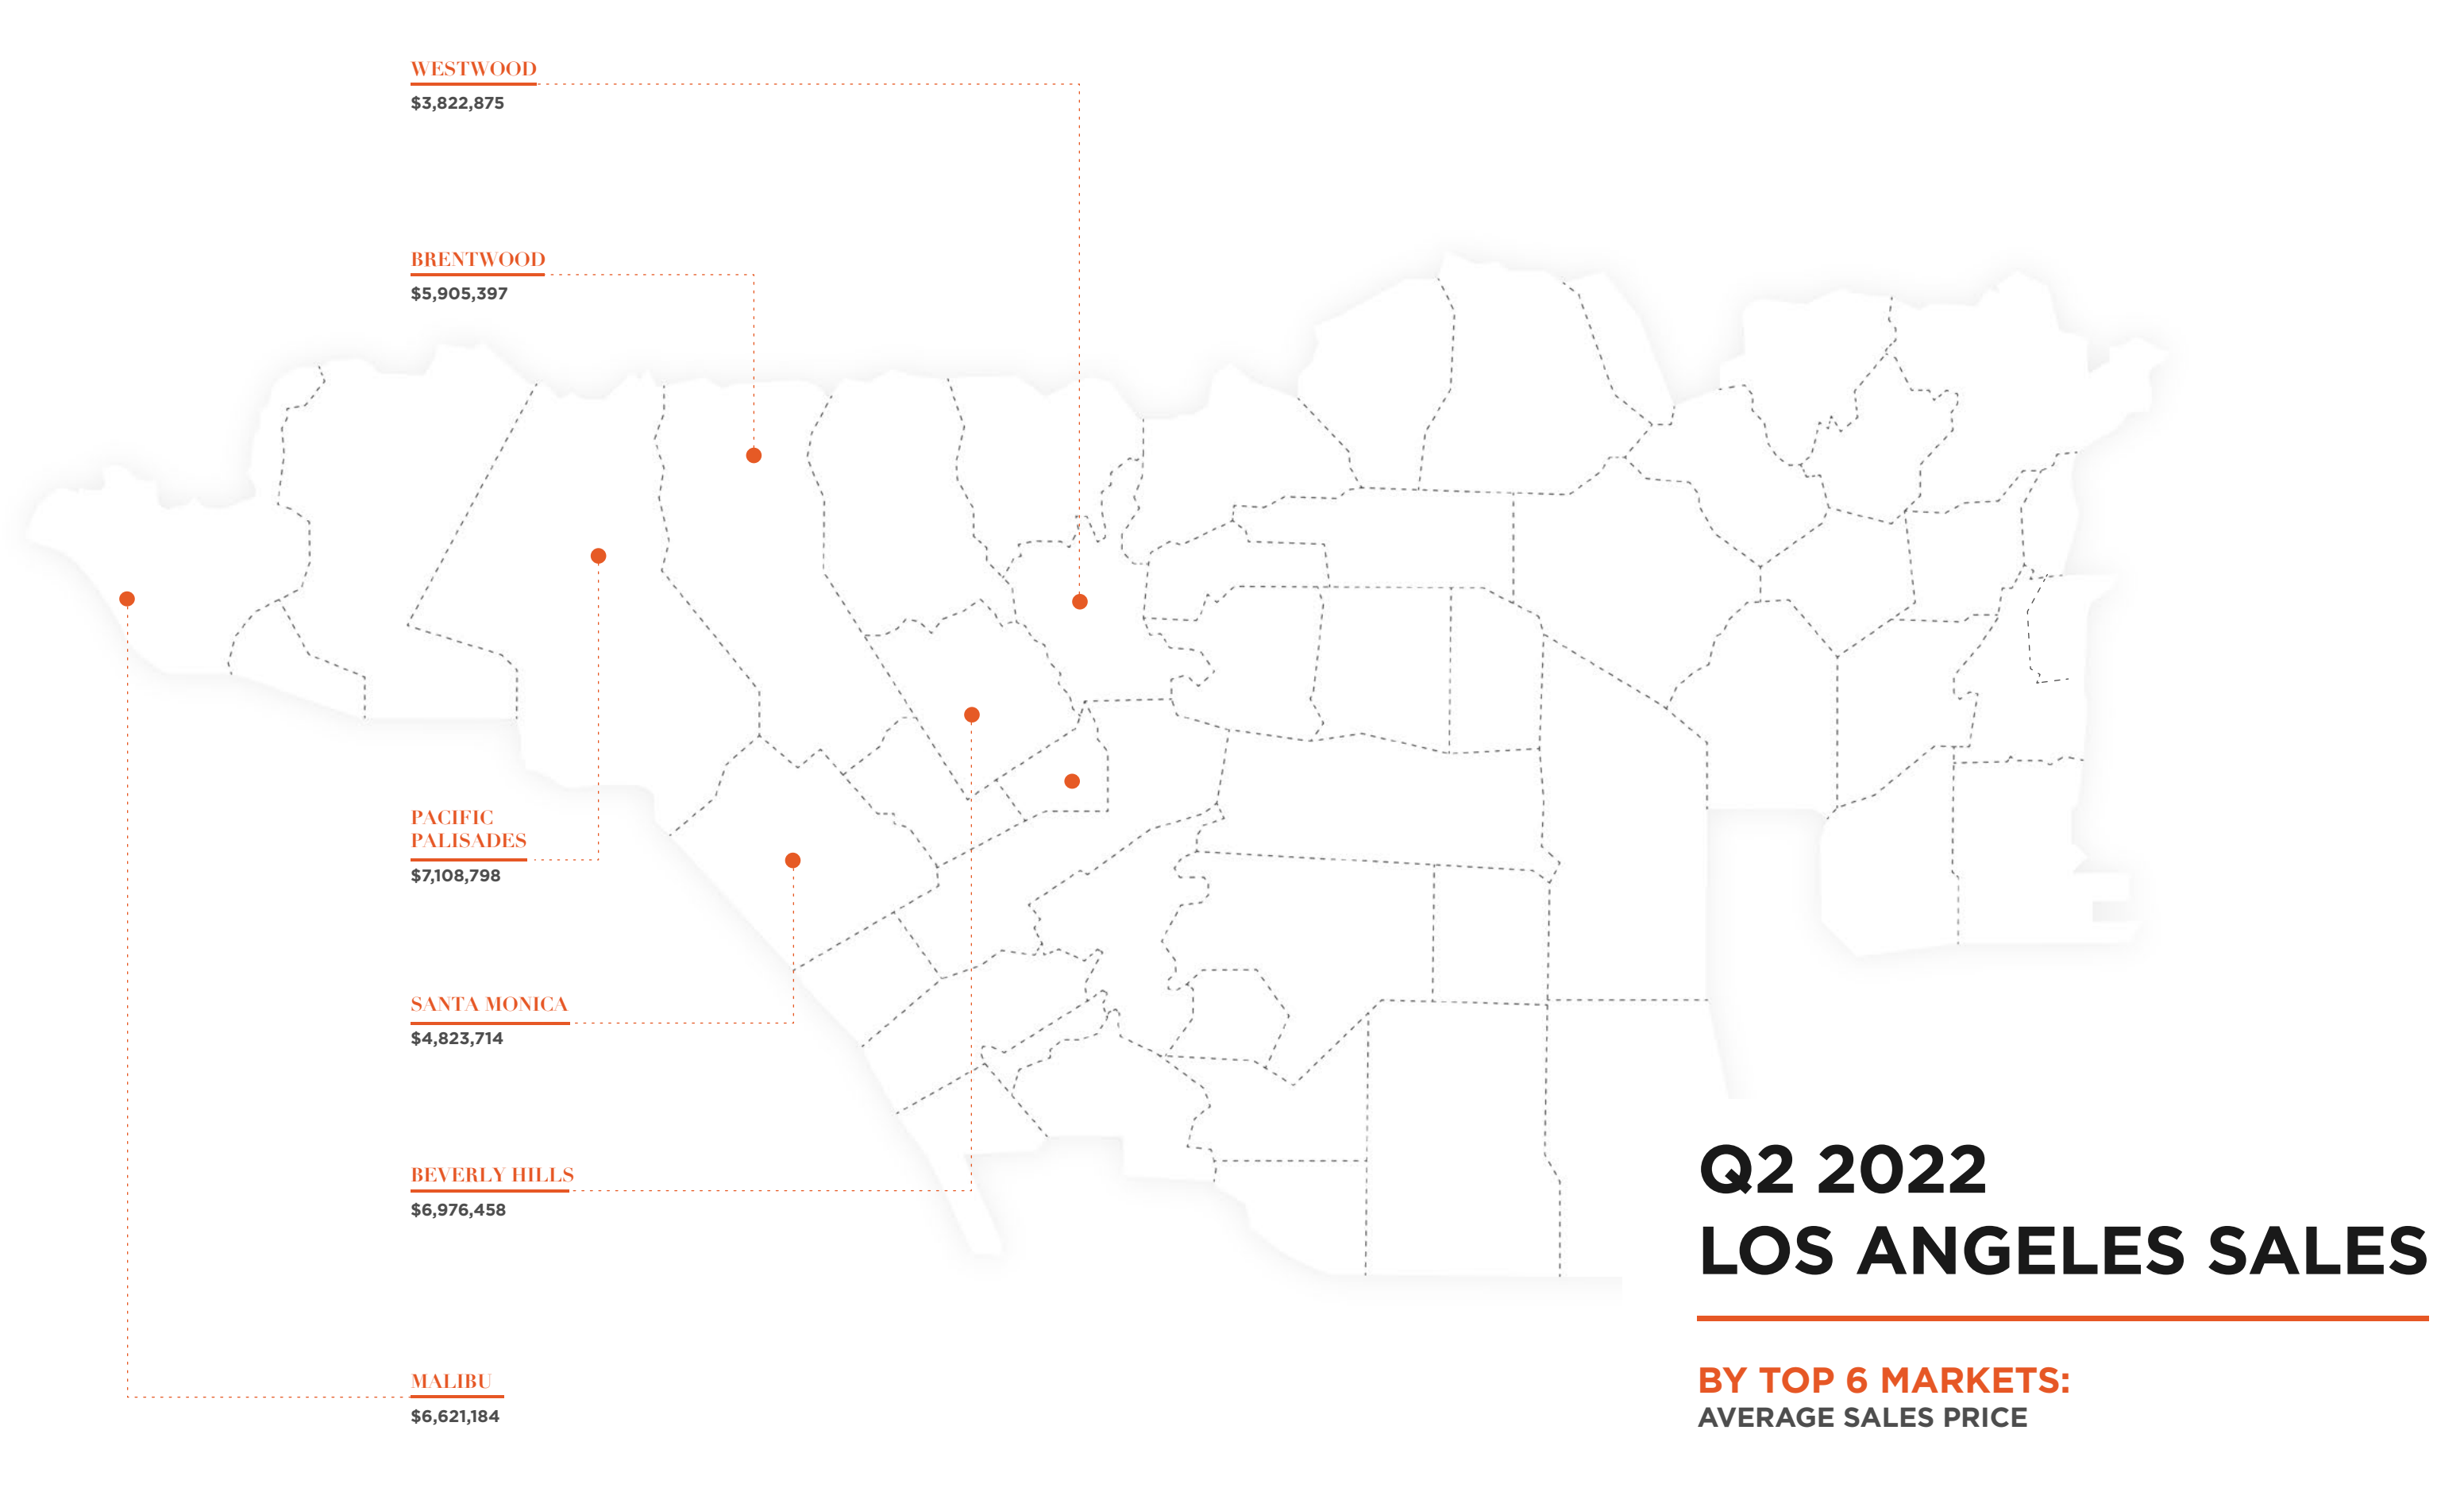 WESTWOOD
$3,822,875
BRENTWOOD
$5,905,397
PACIFIC
PALISADES
$7,108,798
SANTA MONICA
$4,823,714
BEVERLY HILLS
$6,976,458
MALIBU
$6,621,184
Q2 2022
LOS ANGELES SALES
BY TOP 6 MARKETS:
AVERAGE SALES PRICE